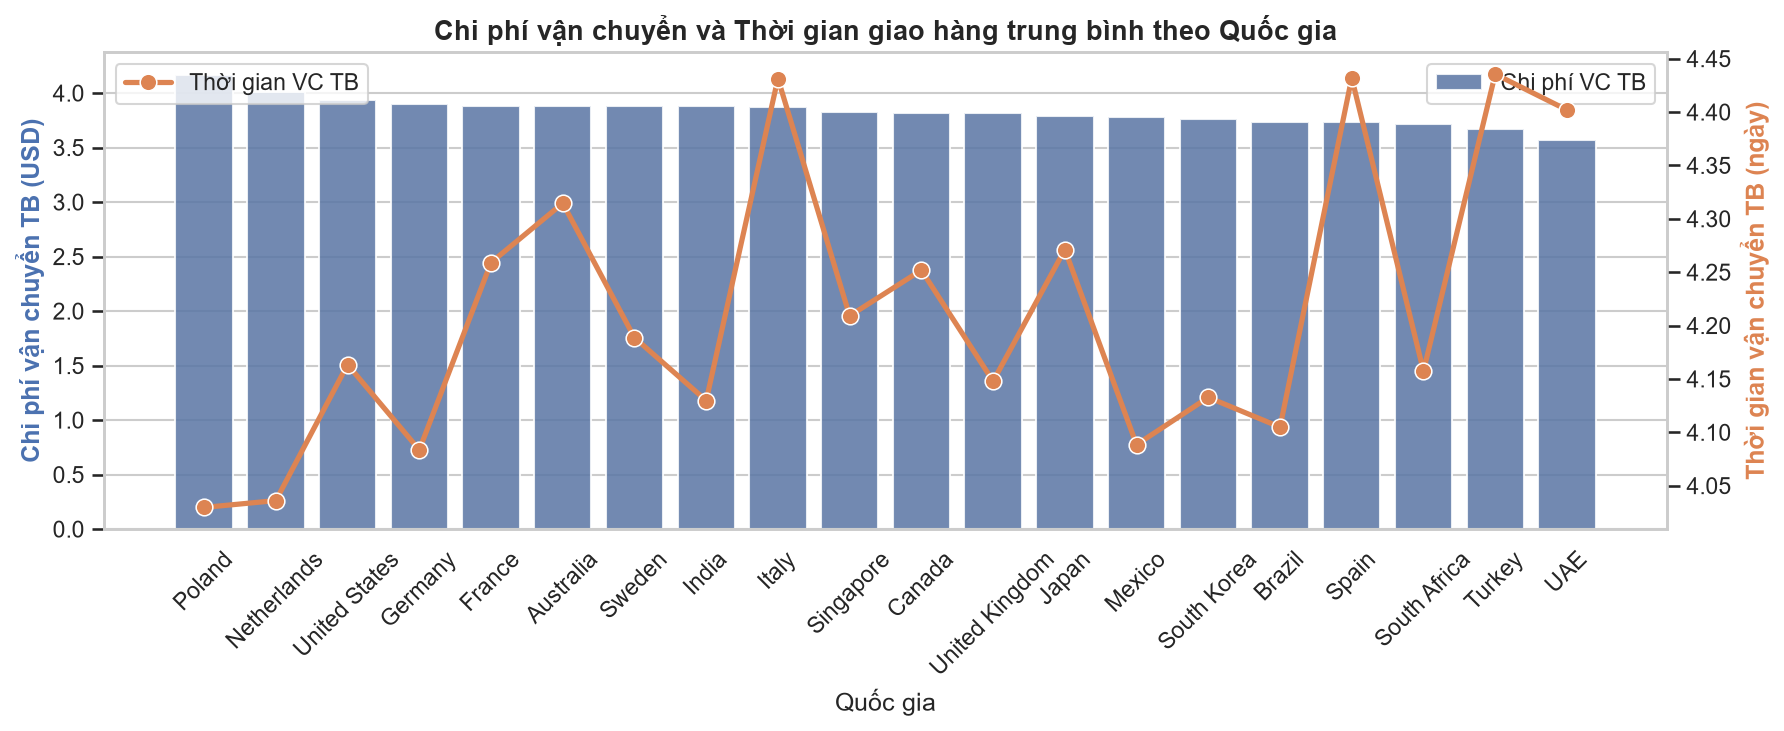 Chi phí vận chuyển và Thời gian giao hàng trung bình theo Quốc gia
Thời gian VC TB
Chi phí VC TB
Chi phí vận chuyển TB (USD)
4.0
3.5
3.0
2.5
2.0
1.5
1.0
0.5
0.0
4.45
4.40
4.35
4.30
4.25
4.20
4.15
4.10
4.05
Thời gian vận chuyển TB (ngày)
Poland
Netherlands
United States
Germany
France
Australia
Sweden
India
Italy
Singapore
Canada
United Kingdom
Japan
Mexico
South Korea
Brazil
Spain
South Africa
Turkey
UAE
Quốc gia